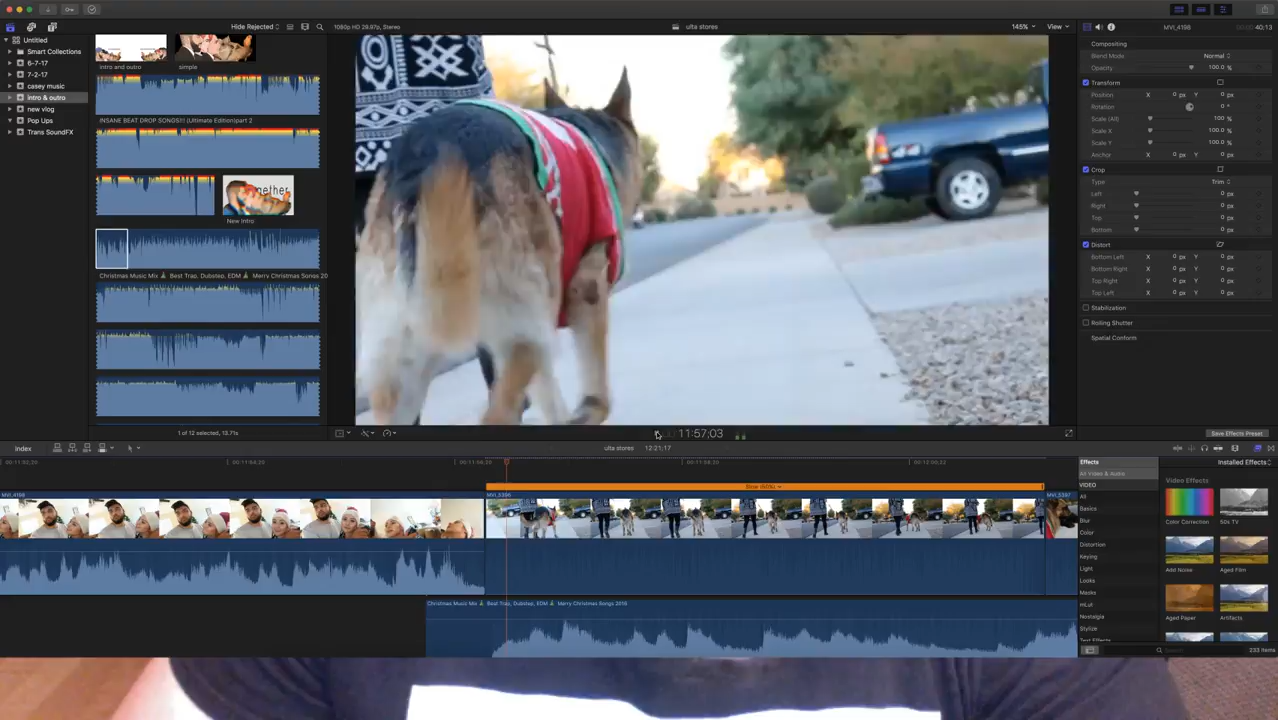 Hide Rejected
1080p HD 29.97p, Stereo
ulta stores
145%
View
MVI_4198
40;13
Untitled
Smart Collections
6-7-17
7-2-17
casey music
intro & outro
new vlog
Pop Ups
Trans SoundFX
intro and outro
simple
INSANE BEAT DROP SONGS!!! (Ultimate Edition)part 2
New Intro
Christmas Music Mix Best Trap, Dubstep, EDM Merry Christmas Songs 20
1 of 12 selected, 13.71s
Compositing
Blend Mode Normal
Opacity 100.0 %
Transform
Position X 0 px Y 0 px
Rotation 0 °
Scale (All) 100 %
Scale X 100.0 %
Scale Y 100.0 %
Anchor X 0 px Y 0 px
Crop
Type Trim
Left 0 px
Right 0 px
Top 0 px
Bottom 0 px
Distort
Bottom Left X 0 px Y 0 px
Bottom Right X 0 px Y 0 px
Top Right X 0 px Y 0 px
Top Left X 0 px Y 0 px
Stabilization
Rolling Shutter
Spatial Conform
Save Effects Preset
11:57;03
Index
ulta stores
12:21;17
MVI_4198
MVI_5396
MVI_5397
Christmas Music Mix Best Trap, Dubstep, EDM Merry Christmas Songs 2016
Effects
Installed Effects
All Video & Audio
VIDEO
All
Basics
Blur
Color
Distortion
Keying
Light
Looks
Masks
mLut
Nostalgia
Stylize
Text Effects
Video Effects
Color Correction
50s TV
Add Noise
Aged Film
Aged Paper
Artifacts
Search
233 items